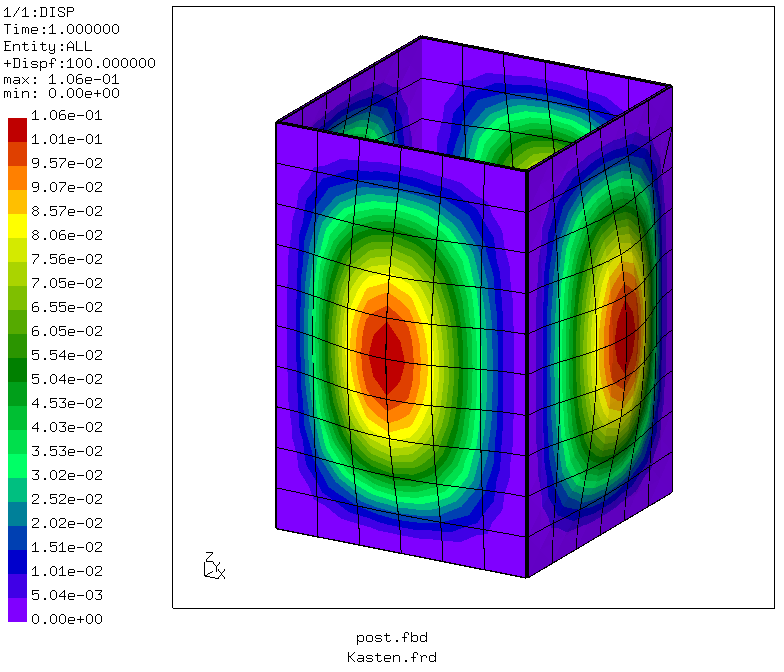 1/1:DISP
Time:1.000000
Entity:ALL
+Dispf:100.000000
max: 1.06e-01
min: 0.00e+00
1.06e-01
1.01e-01
9.57e-02
9.07e-02
8.57e-02
8.06e-02
7.56e-02
7.05e-02
6.55e-02
6.05e-02
5.54e-02
5.04e-02
4.53e-02
4.03e-02
3.53e-02
3.02e-02
2.52e-02
2.02e-02
1.51e-02
1.01e-02
5.04e-03
0.00e+00
Z
Y
X
post.fbd
Kasten.frd